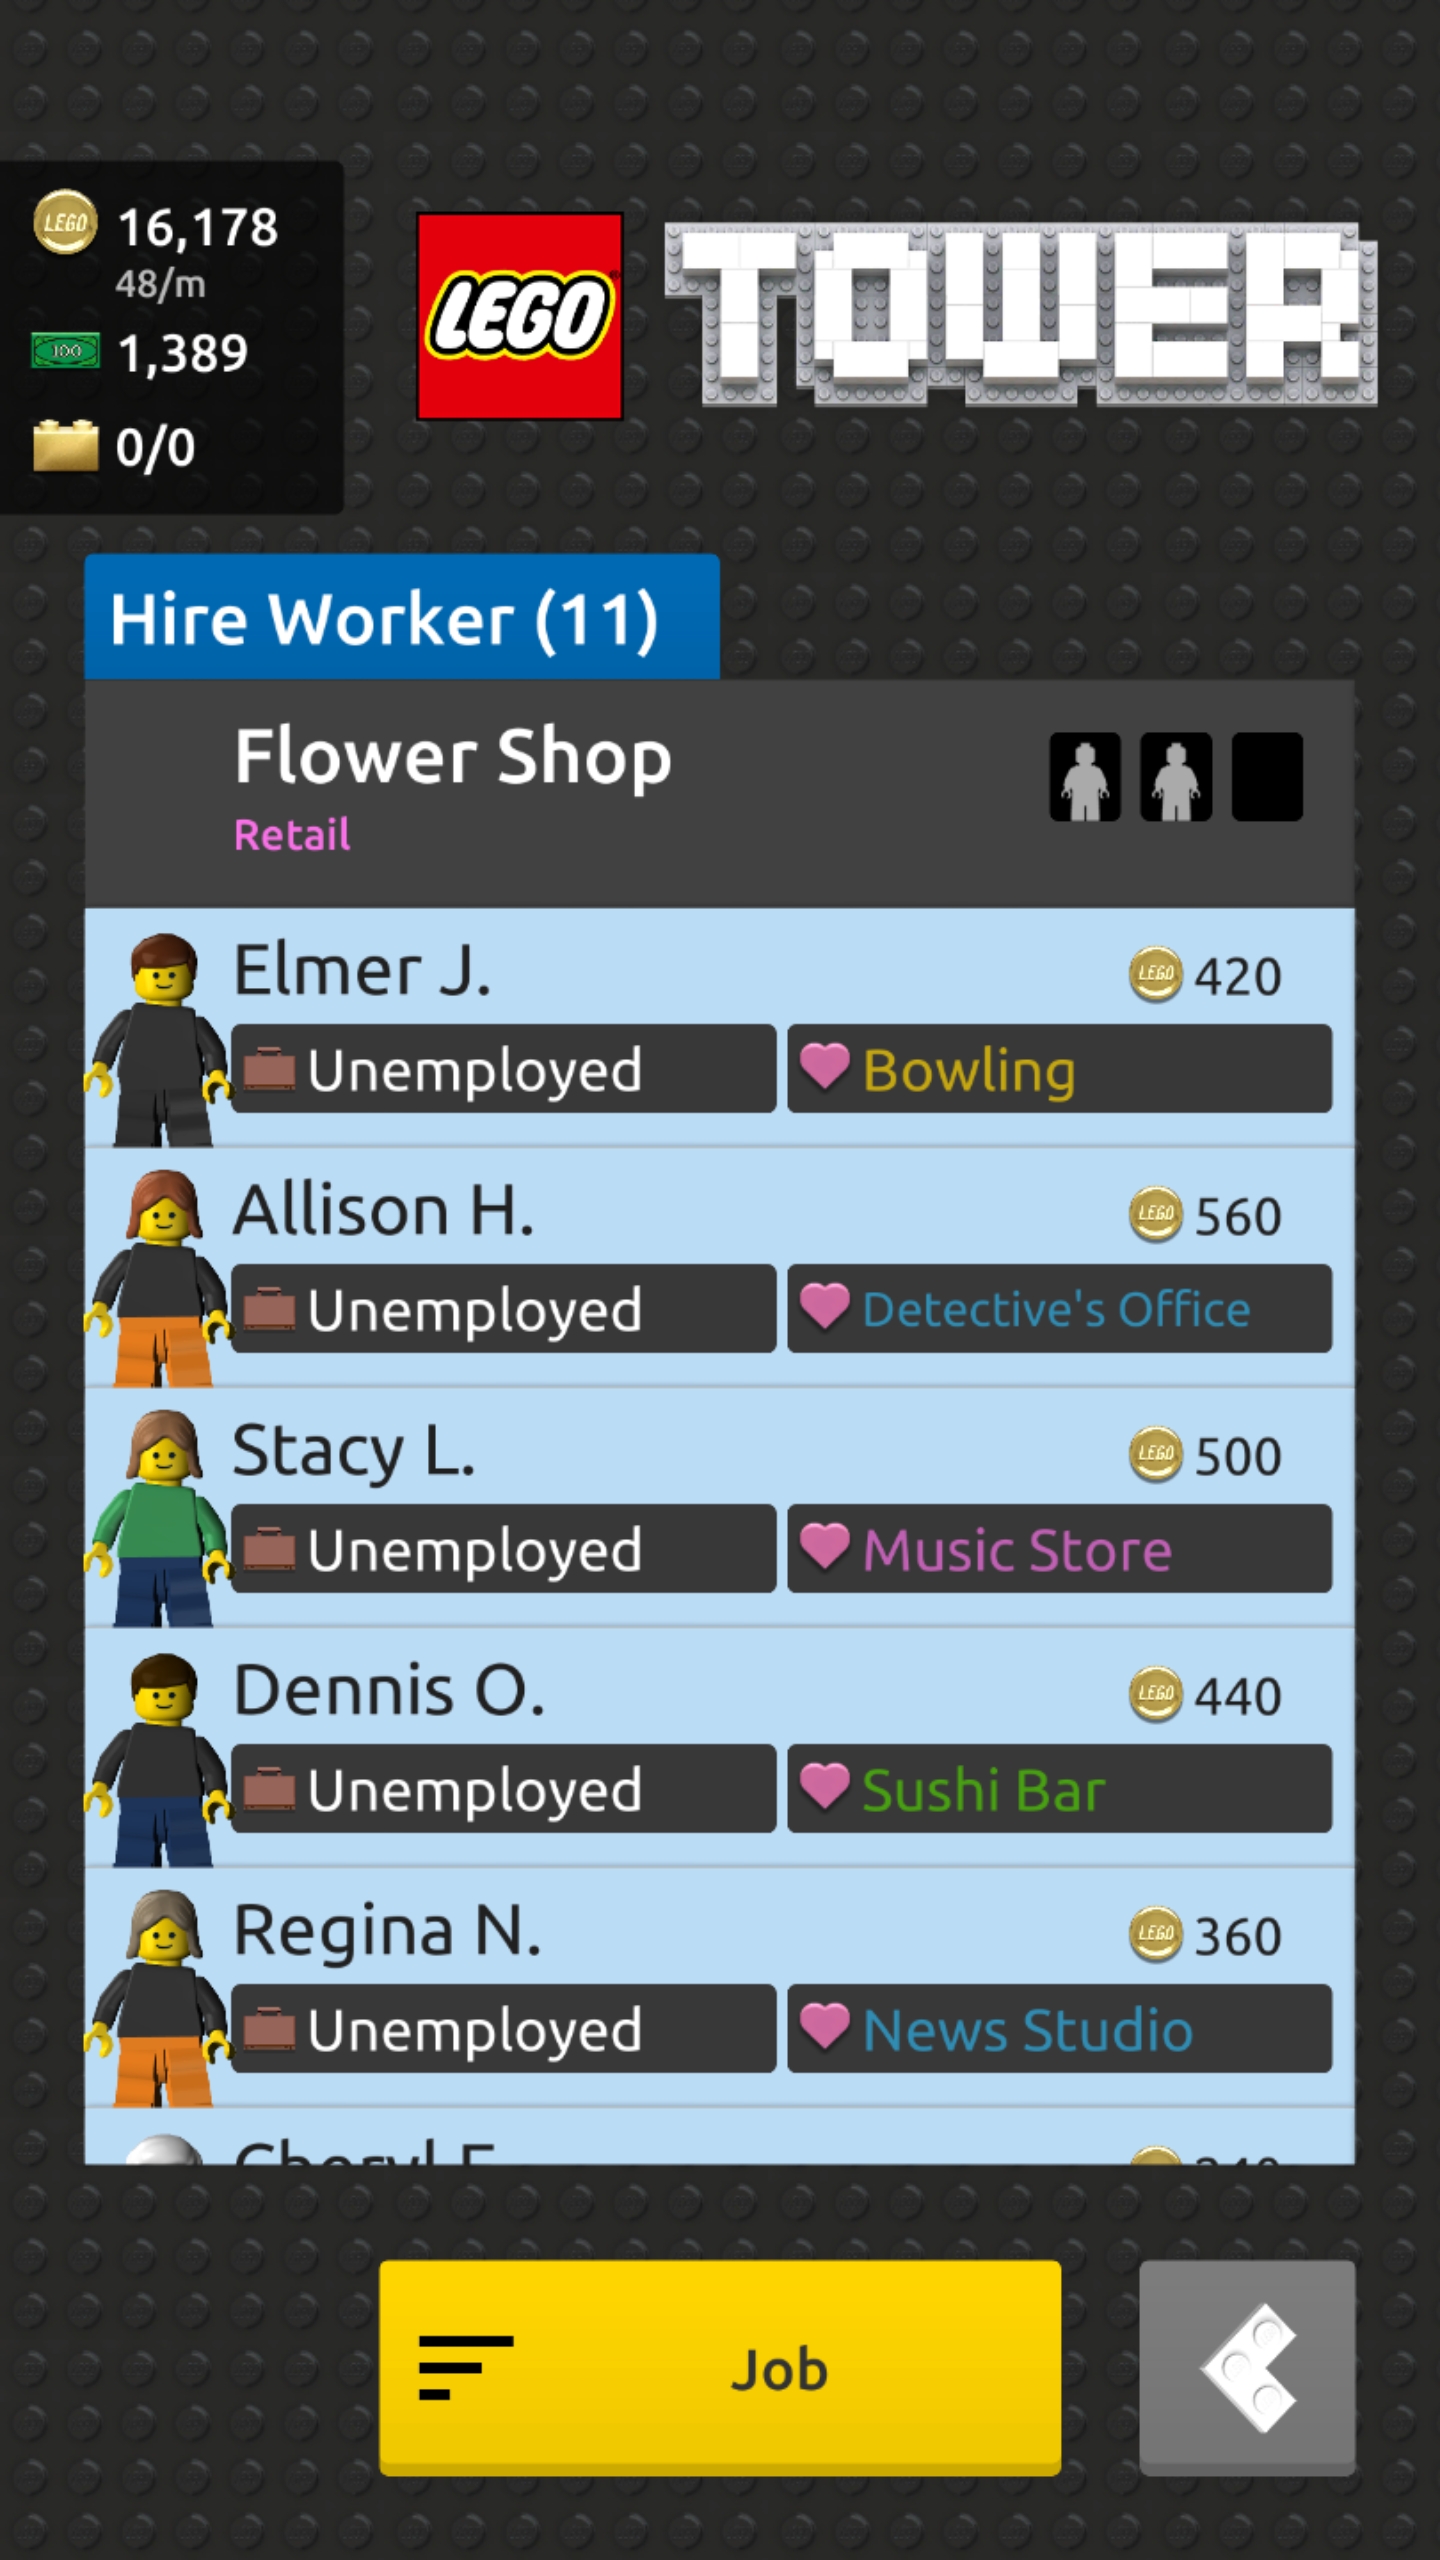 LEGO 16,178
48/m
100 1,389
0/0
LEGO TOWER
Hire Worker (11)
Flower Shop
Retail
Elmer J. LEGO 420
Unemployed Bowling
Allison H. LEGO 560
Unemployed Detective's Office
Stacy L. LEGO 500
Unemployed Music Store
Dennis O. LEGO 440
Unemployed Sushi Bar
Regina N. LEGO 360
Unemployed News Studio
Cheryl
Job